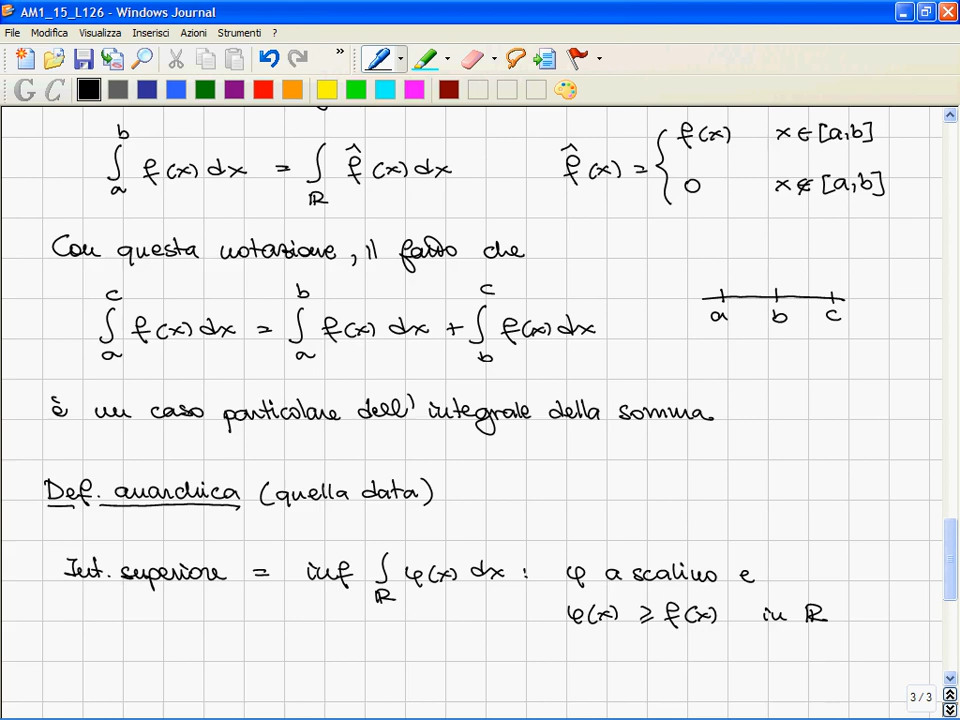 AM1_15_L126 - Windows Journal
File Modifica Visualizza Inserisci Azioni Strumenti ?
∫_a^b f(x) dx = ∫_ℝ f̂(x) dx f̂(x) = { f(x) x ∈ [a,b]
0 x ∉ [a,b]
Con questa notazione, il fatto che
∫_a^c f(x) dx = ∫_a^b f(x) dx + ∫_b^c f(x) dx a b c
è un caso particolare dell'integrale della somma.
Def. anarchica (quella data)
Int. superiore = inf ∫_ℝ φ(x) dx : φ a scalino e
φ(x) ≥ f(x) in ℝ
3 / 3